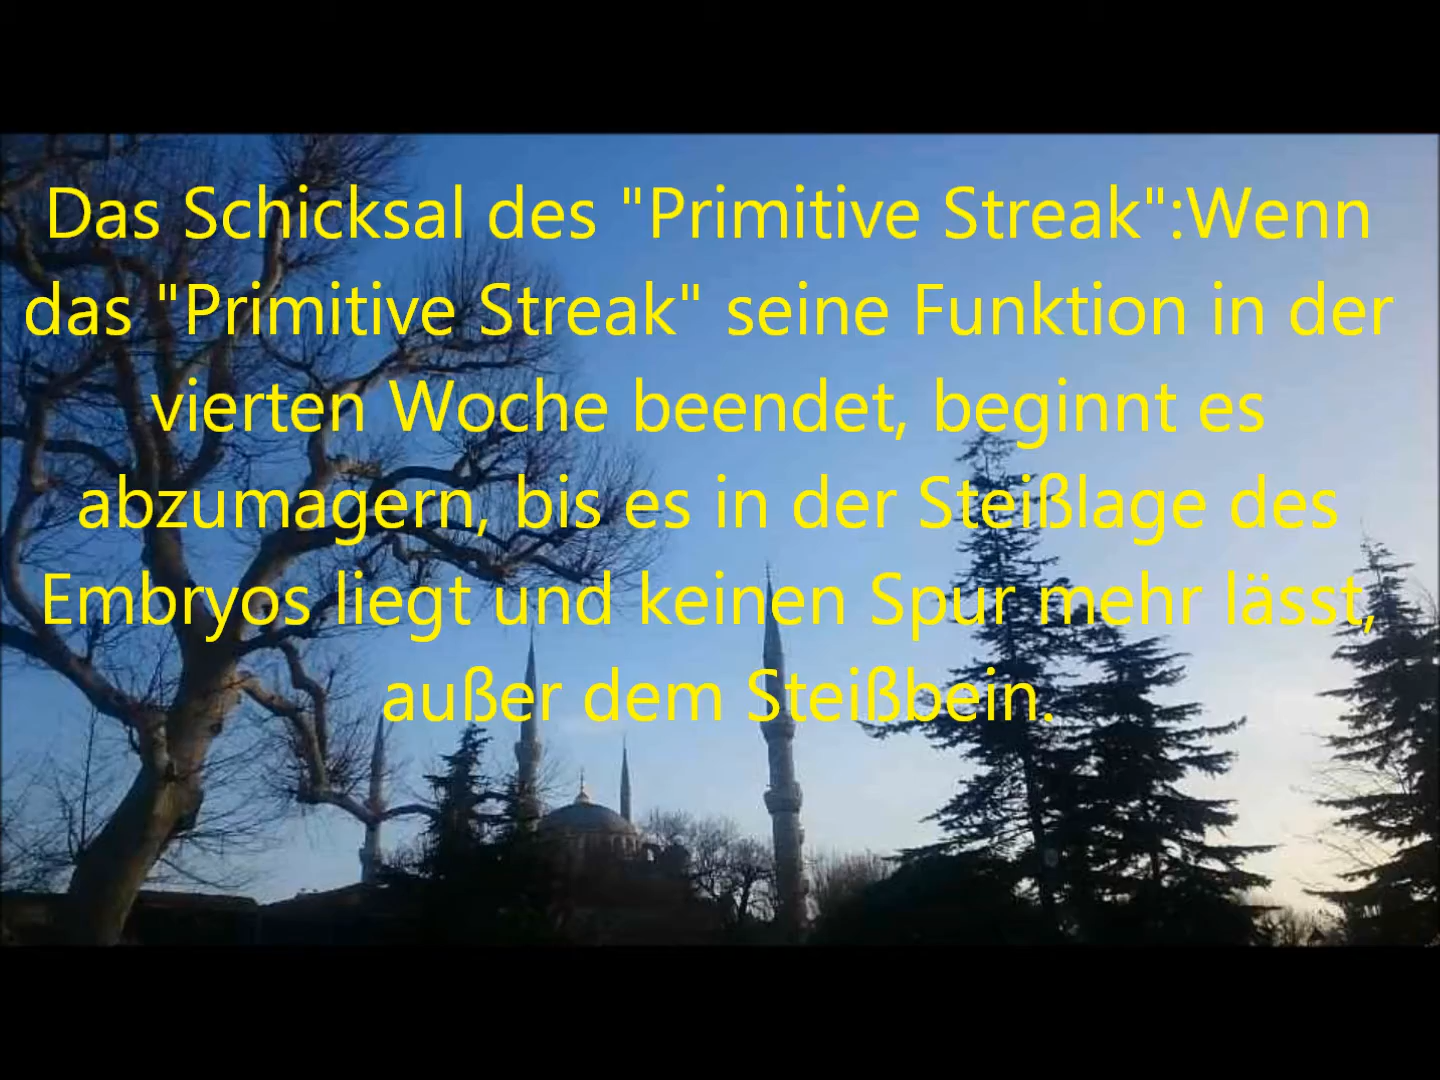 Das Schicksal des "Primitive Streak":Wenn
das "Primitive Streak" seine Funktion in der
vierten Woche beendet, beginnt es
abzumagern, bis es in der Steißlage des
Embryos liegt und keinen Spur mehr lässt,
außer dem Steißbein.